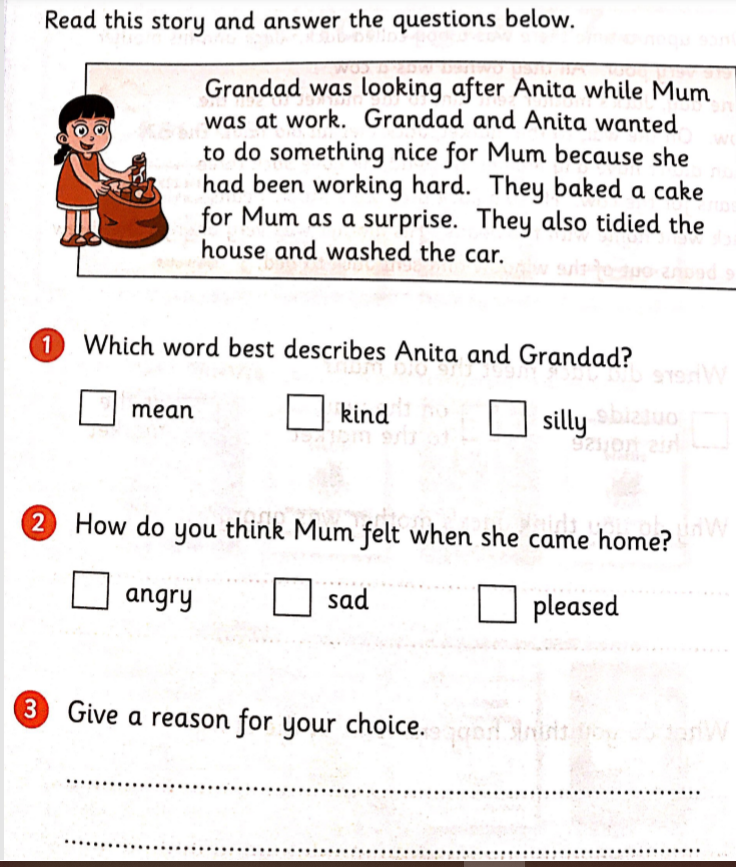 Read this story and answer the questions below.
Grandad was looking after Anita while Mum
was at work. Grandad and Anita wanted
to do something nice for Mum because she
had been working hard. They baked a cake
for Mum as a surprise. They also tidied the
house and washed the car.
1 Which word best describes Anita and Grandad?
mean kind silly
2 How do you think Mum felt when she came home?
angry sad pleased
3 Give a reason for your choice.